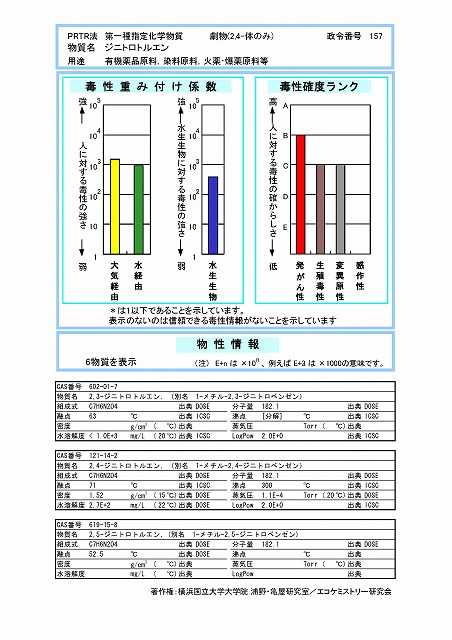 PRTR法 第一種指定化学物質 劇物(2,4-体のみ) 政令番号 157
物質名 ジニトロトルエン
用途 有機薬品原料，染料原料，火薬・爆薬原料等
毒性重み付け係数
強 10⁵ 10⁴ 10³ 10² 10 1 弱
人に対する毒性の強さ
大気経由 水経由
強 10⁵ 10⁴ 10³ 10² 10 1 弱
水生生物に対する毒性の強さ
水生生物
毒性確度ランク
高 A B C D E 低
人に対する毒性の確からしさ
発がん性 生殖毒性 変異原性 感作性
＊は1以下であることを示しています。
表示のないのは信頼できる毒性情報がないことを示しています
物性情報
6物質を表示 （注） E+n は ×10ⁿ 、例えば E+3 は ×1000の意味です。
CAS番号 602-01-7
物質名 2,3-ジニトロトルエン，(別名 1-メチル-2,3-ジニトロベンゼン)
組成式 C7H6N2O4 出典 DOSE 分子量 182.1 出典 DOSE
融点 63 ℃ 出典 ICSC 沸点 [分解] ℃ 出典 ICSC
密度 g/cm³ ( ℃) 出典 蒸気圧 Torr ( ℃) 出典
水溶解度 < 1.0E+3 mg/L (20℃) 出典 ICSC LogPow 2.0E+0 出典 ICSC
CAS番号 121-14-2
物質名 2,4-ジニトロトルエン，(別名 1-メチル-2,4-ジニトロベンゼン)
組成式 C7H6N2O4 出典 DOSE 分子量 182.1 出典 DOSE
融点 71 ℃ 出典 ICSC 沸点 300 ℃ 出典 ICSC
密度 1.52 g/cm³ (15℃) 出典 DOSE 蒸気圧 1.1E-4 Torr (20℃) 出典 DOSE
水溶解度 2.7E+2 mg/L (22℃) 出典 DOSE LogPow 2.0E+0 出典 ICSC
CAS番号 619-15-8
物質名 2,5-ジニトロトルエン，(別名 1-メチル-2,5-ジニトロベンゼン)
組成式 C7H6N2O4 出典 DOSE 分子量 182.1 出典 DOSE
融点 52.5 ℃ 出典 DOSE 沸点 ℃ 出典
密度 g/cm³ ( ℃) 出典 蒸気圧 Torr ( ℃) 出典
水溶解度 mg/L ( ℃) 出典 LogPow 出典
著作権：横浜国立大学大学院 浦野・亀屋研究室／エコケミストリー研究会